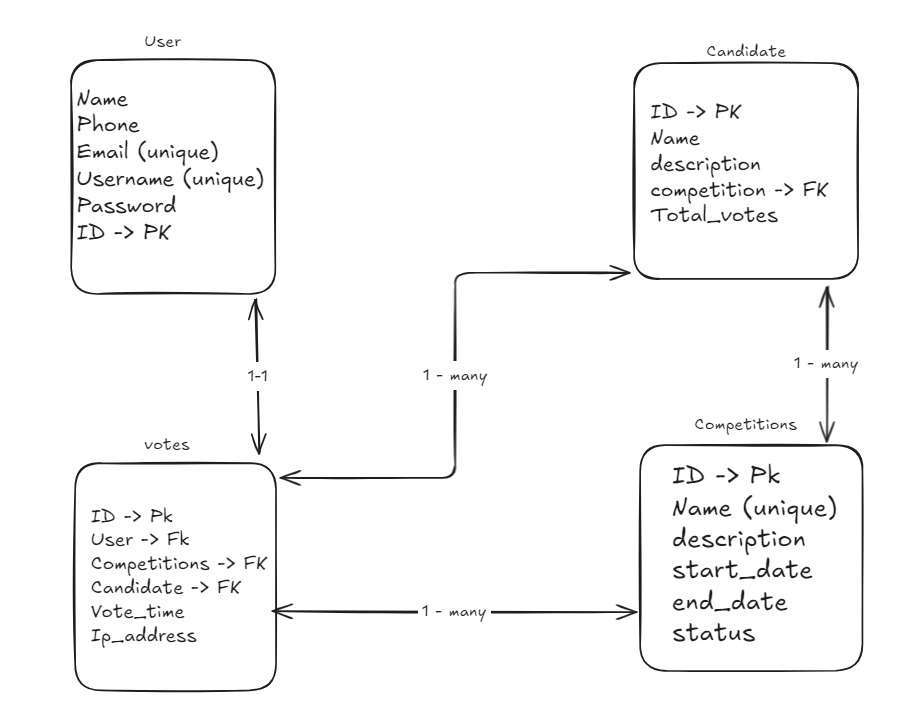 User
Name
Phone
Email (unique)
Username (unique)
Password
ID -> PK
Candidate
ID -> PK
Name
description
competition -> FK
Total_votes
1-1
1 - many
1 - many
votes
ID -> Pk
User -> Fk
Competitions -> FK
Candidate -> FK
Vote_time
Ip_address
1 - many
Competitions
ID -> Pk
Name (unique)
description
start_date
end_date
status